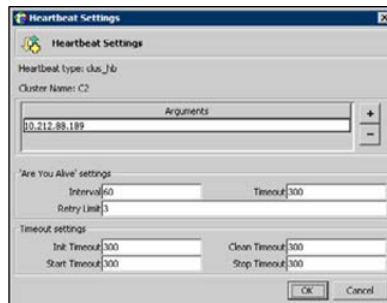 Heartbeat Settings
Heartbeat Settings
Heartbeat type: clus_hb
Cluster Name: C2
Arguments
10.212.88.189
+
-
'Are You Alive' settings
Interval 60 Timeout 300
Retry Limit 3
Timeout settings
Init Timeout 300 Clean Timeout 300
Start Timeout 300 Stop Timeout 300
OK Cancel